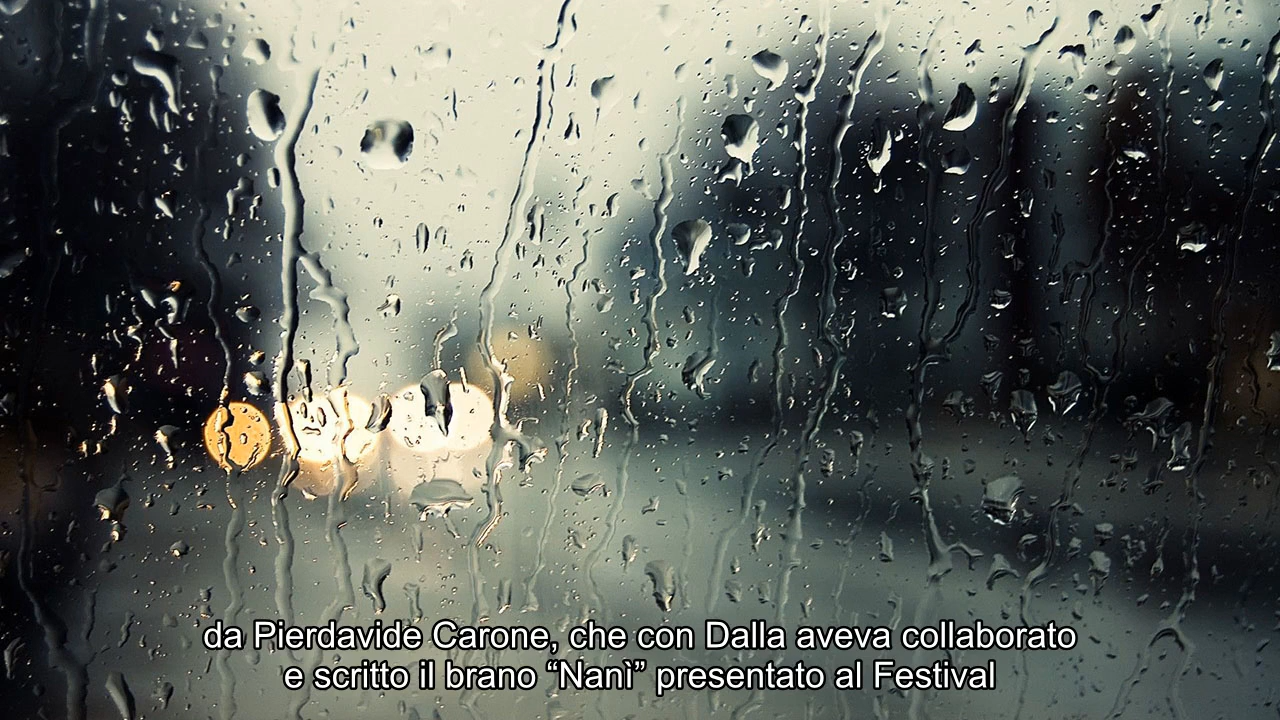 da Pierdavide Carone, che con Dalla aveva collaborato
e scritto il brano “Nanì” presentato al Festival